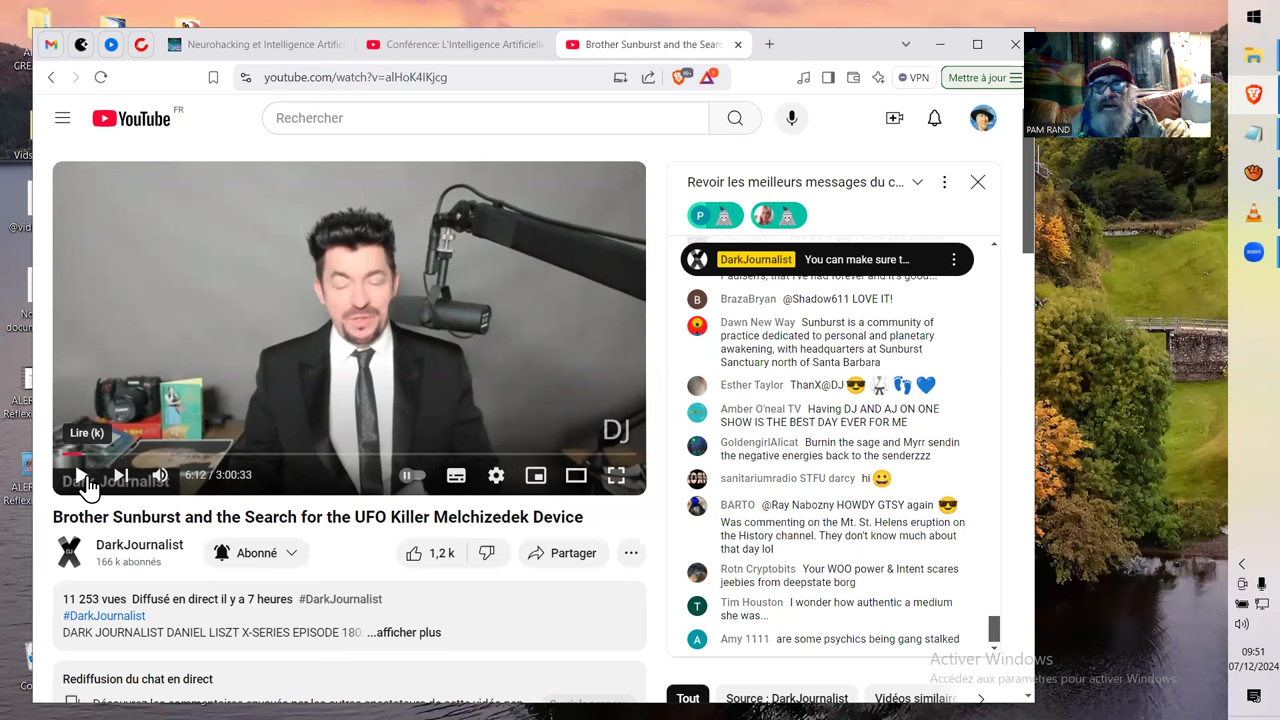 Neurohacking et Intelligence Artifi
Conférence: L'Intelligence Artificielle
Brother Sunburst and the Sear
youtube.com/watch?v=alHoK4IKjcg
99+
1
VPN
Mettre à jour
PAM RAND
YouTube
FR
Rechercher
DJ
Lire (k)
6:12 / 3:00:33
DarkJournalist
Brother Sunburst and the Search for the UFO Killer Melchizedek Device
DarkJournalist
166 k abonnés
Abonné
1,2 k
Partager
11 253 vues Diffusé en direct il y a 7 heures #DarkJournalist
#DarkJournalist
DARK JOURNALIST DANIEL LISZT X-SERIES EPISODE 180 ...afficher plus
Rediffusion du chat en direct
Revoir les meilleurs messages du c...
P
DarkJournalist You can make sure t...
BrazaBryan @Shadow611 LOVE IT!
Dawn New Way Sunburst is a community of
practice dedicated to personal and planetary
awakening, with headquarters at Sunburst
Sanctuary north of Santa Barbara
Esther Taylor ThanX@DJ
Amber O'neal TV Having DJ AND AJ ON ONE
SHOW IS THE BEST DAY EVER FOR ME
GoldengirlAlicat Burnin the sage and Myrr sendin
the negative energies back to the senderzzz
sanitariumradio STFU darcy hi
BARTO @Ray Nabozny HOWDY GTSY again
Was commenting on the Mt. St. Helens eruption on
the History channel. They don't know much about
that day lol
Rotn Cryptobits Your WOO power & Intent scares
jeebies from deepstate borg
Tim Houston I wonder how authentic a medium
she was...
Amy 1111 are some psychics being gang stalked
Tout
Source : DarkJournalist
Vidéos similaire
Activer Windows
Accédez aux paramètres pour activer Windows.
zoom
09:51
07/12/2024